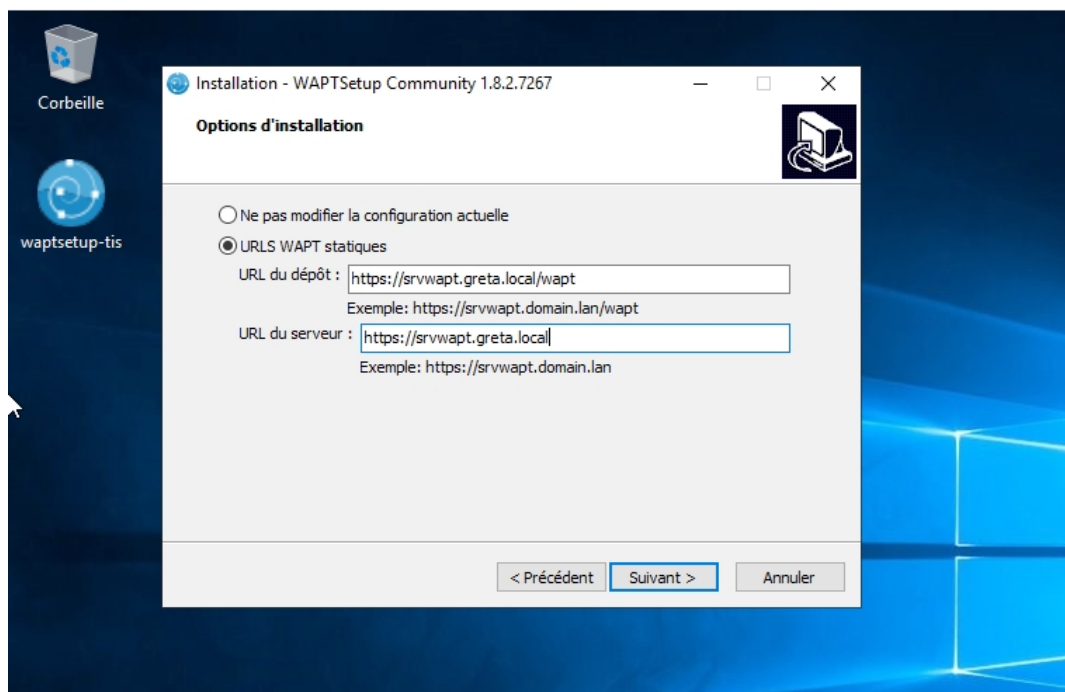 Corbeille
waptsetup-tis
Installation - WAPTSetup Community 1.8.2.7267
Options d'installation
Ne pas modifier la configuration actuelle
URLS WAPT statiques
URL du dépôt : https://srvwapt.greta.local/wapt
Exemple: https://srvwapt.domain.lan/wapt
URL du serveur : https://srvwapt.greta.local
Exemple: https://srvwapt.domain.lan
< Précédent Suivant > Annuler